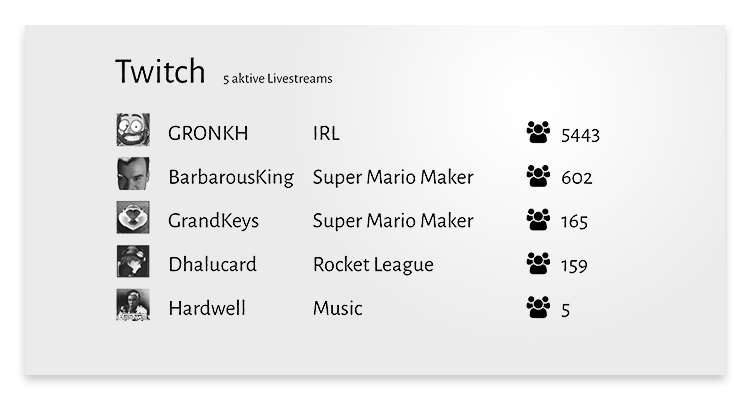 Twitch 5 aktive Livestreams
GRONKH IRL 5443
BarbarousKing Super Mario Maker 602
GrandKeys Super Mario Maker 165
Dhalucard Rocket League 159
Hardwell Music 5